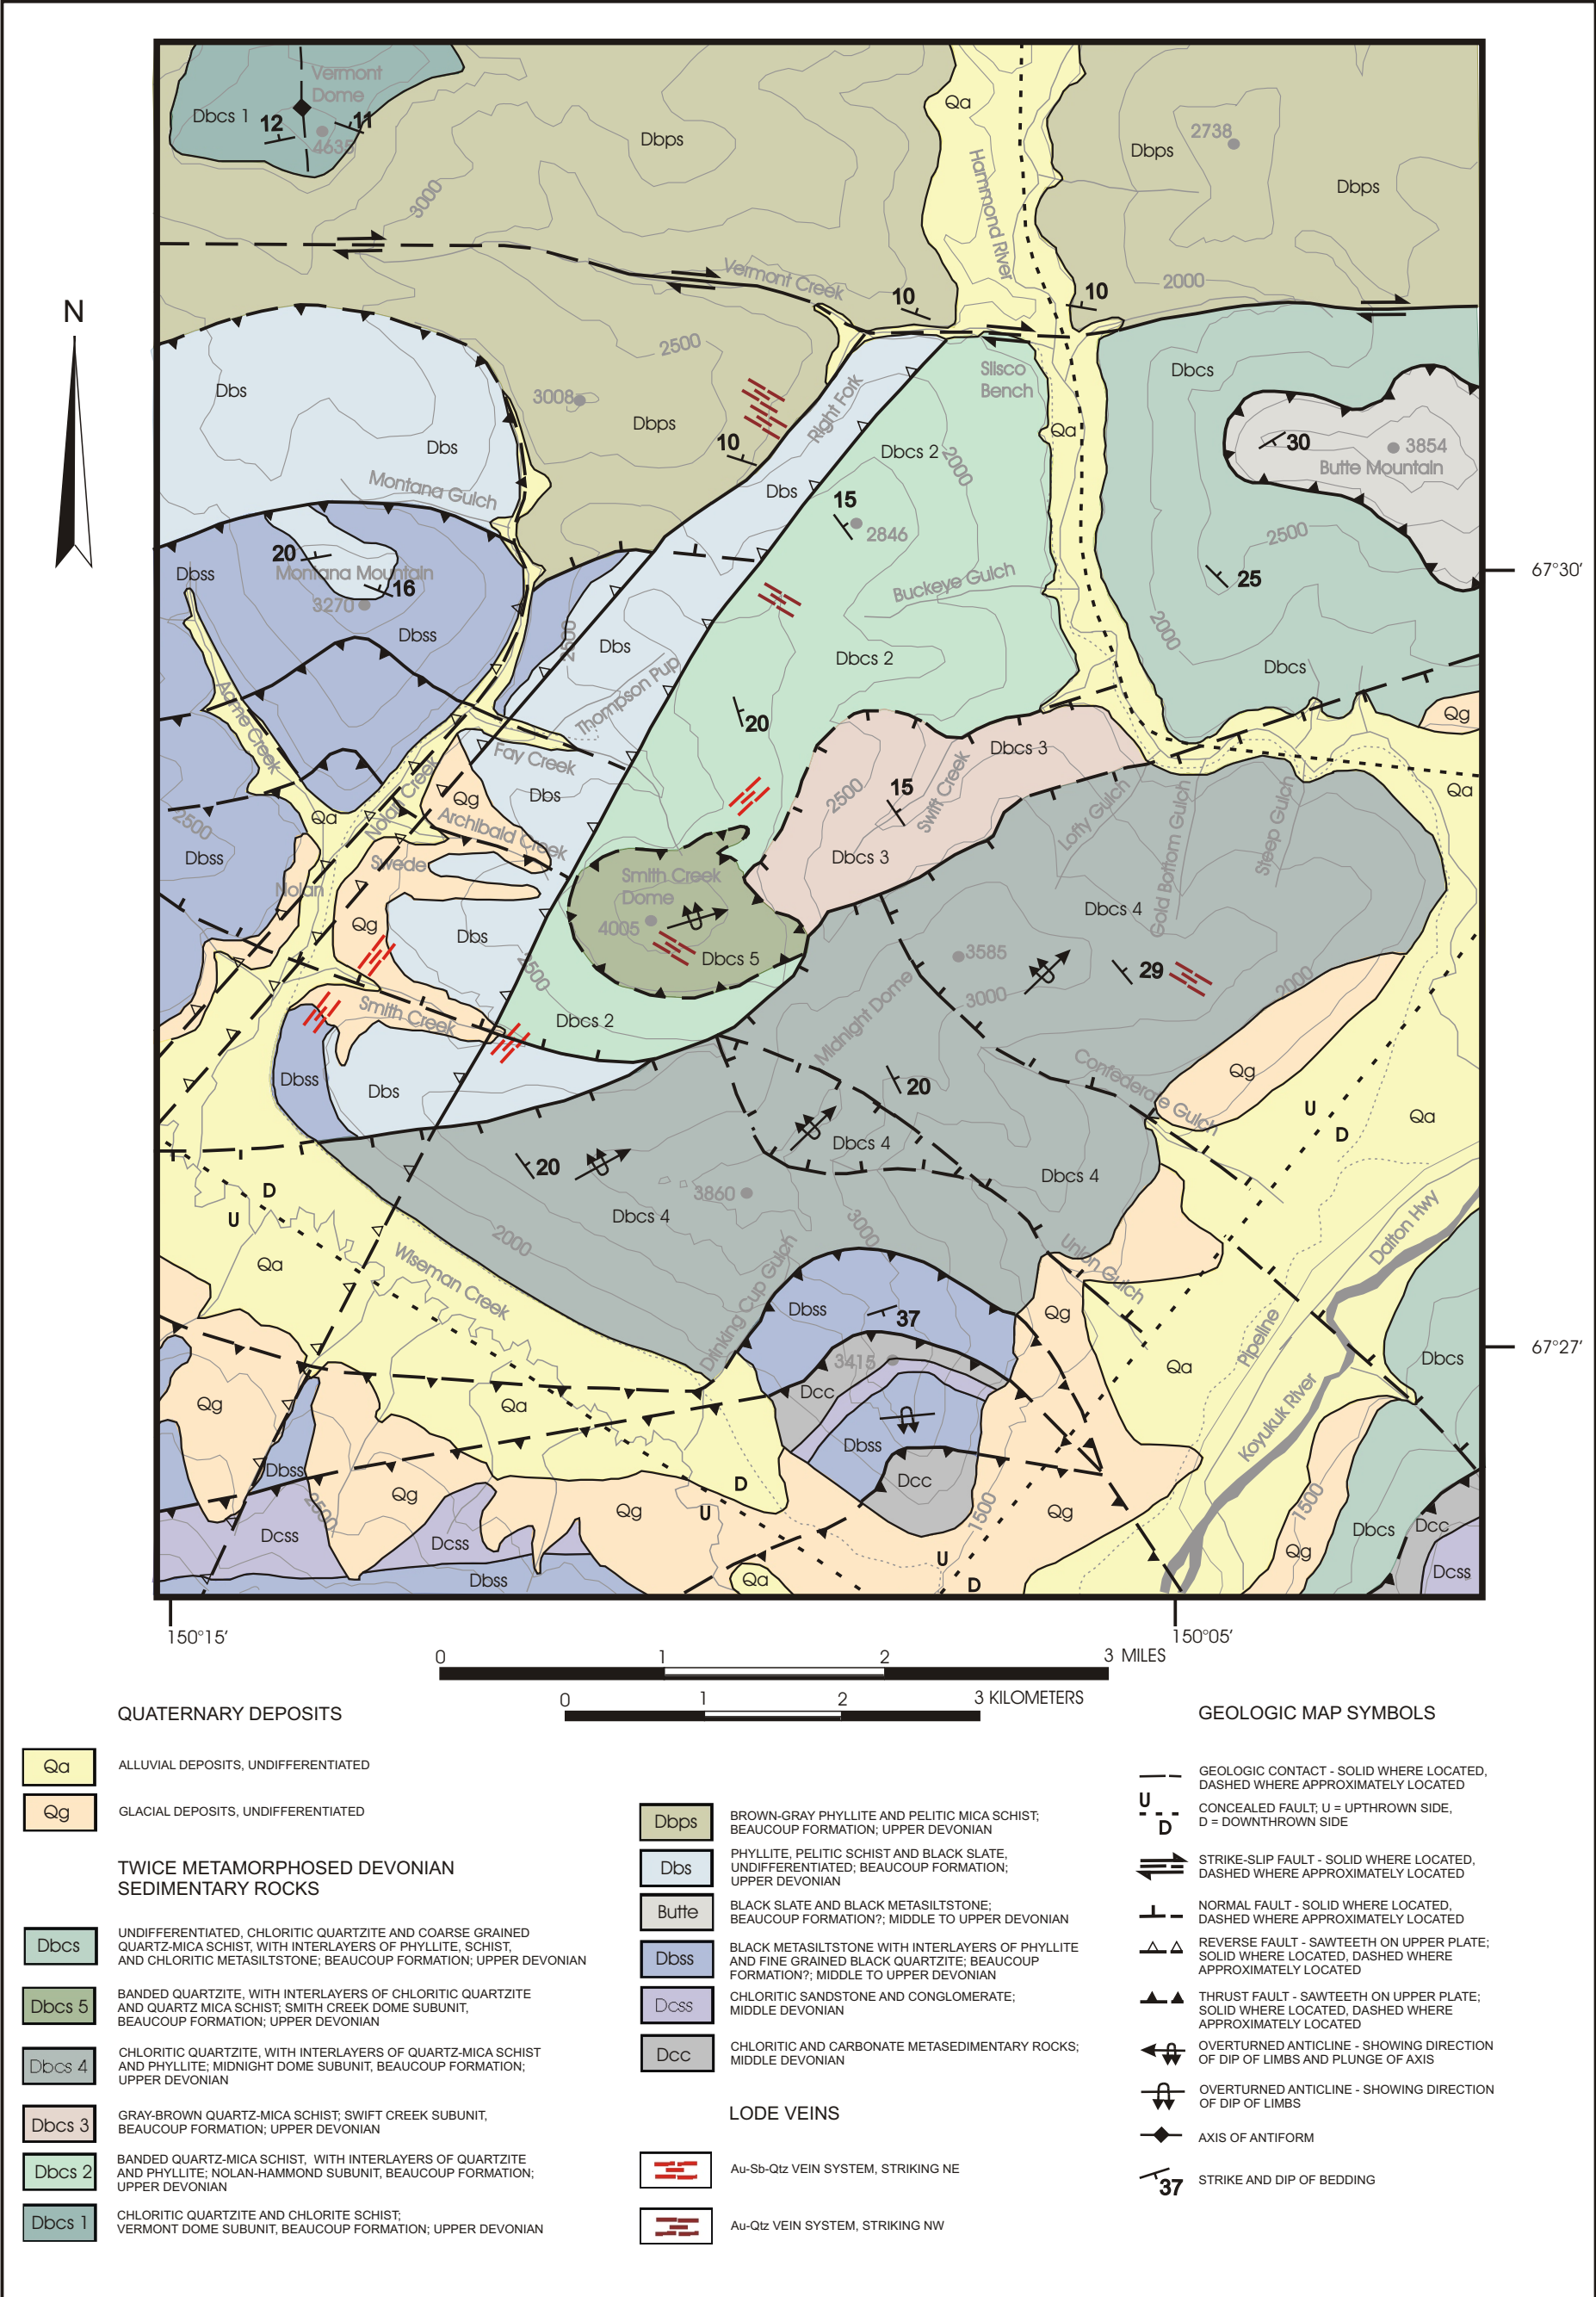 Vermont
Dome
Dbcs 1
12
11
4635
3000
Dbps
Qa
Hammond River
2738
Dbps
Dbps
Vermont Creek
10
10
2000
N
2500
Dbs
3008
Dbps
10
Right Fork
Silsco
Bench
Dbcs
Qa
30
3854
Butte Mountain
Dbs
Montana Gulch
Dbs
Dbcs 2
2000
15
2846
2500
20
Dbss
Montana Mountain
16
3270
Dbss
2500
Dbs
Buckeye Gulch
25
67°30'
2000
Dbcs 2
Dbcs
Thompson Pup
Acme Creek
20
Qg
Fay Creek
Dbcs 3
Qa
Nolan Creek
Qg
Dbs
2500
15
Swift Creek
Lofty Gulch
Gold Bottom Gulch
Steep Gulch
Qa
2500
Archibald Creek
Dbss
Swede
Dbcs 3
Nolan
Smith Creek
Dome
4005
Qg
Dbs
Dbcs 5
Dbcs 4
3585
29
2500
3000
2000
Smith Creek
Dbcs 2
Midnight Dome
Confederate Gulch
Dbss
Dbs
20
Qg
U
D
Qa
Dbcs 4
20
Dbcs 4
D
U
3860
Dbcs 4
2000
3000
Union Gulch
Dalton Hwy
Qa
Wiseman Creek
Drinking Cup Gulch
Dbss
37
Qg
Pipeline
67°27'
3415
Qa
Dbcs
Dcc
Qg
Qa
Koyukuk River
Dbss
Dbss
Dcc
D
U
Qg
2500
Qg
1500
Qg
1500
Dcss
Dcss
Dbcs
Dcc
Qg
U
D
Dbss
Qa
Dcss
150°15'
150°05'
0 1 2 3 MILES
0 1 2 3 KILOMETERS
QUATERNARY DEPOSITS
Qa
ALLUVIAL DEPOSITS, UNDIFFERENTIATED
Qg
GLACIAL DEPOSITS, UNDIFFERENTIATED
TWICE METAMORPHOSED DEVONIAN
SEDIMENTARY ROCKS
Dbcs
UNDIFFERENTIATED, CHLORITIC QUARTZITE AND COARSE GRAINED
QUARTZ-MICA SCHIST, WITH INTERLAYERS OF PHYLLITE, SCHIST,
AND CHLORITIC METASILTSTONE; BEAUCOUP FORMATION; UPPER DEVONIAN
Dbcs 5
BANDED QUARTZITE, WITH INTERLAYERS OF CHLORITIC QUARTZITE
AND QUARTZ MICA SCHIST; SMITH CREEK DOME SUBUNIT,
BEAUCOUP FORMATION; UPPER DEVONIAN
Dbcs 4
CHLORITIC QUARTZITE, WITH INTERLAYERS OF QUARTZ-MICA SCHIST
AND PHYLLITE; MIDNIGHT DOME SUBUNIT, BEAUCOUP FORMATION;
UPPER DEVONIAN
Dbcs 3
GRAY-BROWN QUARTZ-MICA SCHIST; SWIFT CREEK SUBUNIT,
BEAUCOUP FORMATION; UPPER DEVONIAN
Dbcs 2
BANDED QUARTZ-MICA SCHIST, WITH INTERLAYERS OF QUARTZITE
AND PHYLLITE; NOLAN-HAMMOND SUBUNIT, BEAUCOUP FORMATION;
UPPER DEVONIAN
Dbcs 1
CHLORITIC QUARTZITE AND CHLORITE SCHIST;
VERMONT DOME SUBUNIT, BEAUCOUP FORMATION; UPPER DEVONIAN
Dbps
BROWN-GRAY PHYLLITE AND PELITIC MICA SCHIST;
BEAUCOUP FORMATION; UPPER DEVONIAN
Dbs
PHYLLITE, PELITIC SCHIST AND BLACK SLATE,
UNDIFFERENTIATED; BEAUCOUP FORMATION;
UPPER DEVONIAN
Butte
BLACK SLATE AND BLACK METASILTSTONE;
BEAUCOUP FORMATION?; MIDDLE TO UPPER DEVONIAN
Dbss
BLACK METASILTSTONE WITH INTERLAYERS OF PHYLLITE
AND FINE GRAINED BLACK QUARTZITE; BEAUCOUP
FORMATION?; MIDDLE TO UPPER DEVONIAN
Dcss
CHLORITIC SANDSTONE AND CONGLOMERATE;
MIDDLE DEVONIAN
Dcc
CHLORITIC AND CARBONATE METASEDIMENTARY ROCKS;
MIDDLE DEVONIAN
LODE VEINS
Au-Sb-Qtz VEIN SYSTEM, STRIKING NE
Au-Qtz VEIN SYSTEM, STRIKING NW
GEOLOGIC MAP SYMBOLS
GEOLOGIC CONTACT - SOLID WHERE LOCATED,
DASHED WHERE APPROXIMATELY LOCATED
U
D
CONCEALED FAULT; U = UPTHROWN SIDE,
D = DOWNTHROWN SIDE
STRIKE-SLIP FAULT - SOLID WHERE LOCATED,
DASHED WHERE APPROXIMATELY LOCATED
NORMAL FAULT - SOLID WHERE LOCATED,
DASHED WHERE APPROXIMATELY LOCATED
REVERSE FAULT - SAWTEETH ON UPPER PLATE;
SOLID WHERE LOCATED, DASHED WHERE
APPROXIMATELY LOCATED
THRUST FAULT - SAWTEETH ON UPPER PLATE;
SOLID WHERE LOCATED, DASHED WHERE
APPROXIMATELY LOCATED
OVERTURNED ANTICLINE - SHOWING DIRECTION
OF DIP OF LIMBS AND PLUNGE OF AXIS
OVERTURNED ANTICLINE - SHOWING DIRECTION
OF DIP OF LIMBS
AXIS OF ANTIFORM
37
STRIKE AND DIP OF BEDDING